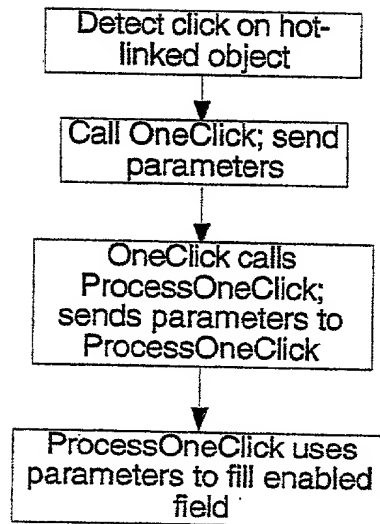 Detect click on hot-
linked object
Call OneClick; send
parameters
OneClick calls
ProcessOneClick;
sends parameters to
ProcessOneClick
ProcessOneClick uses
parameters to fill enabled
field